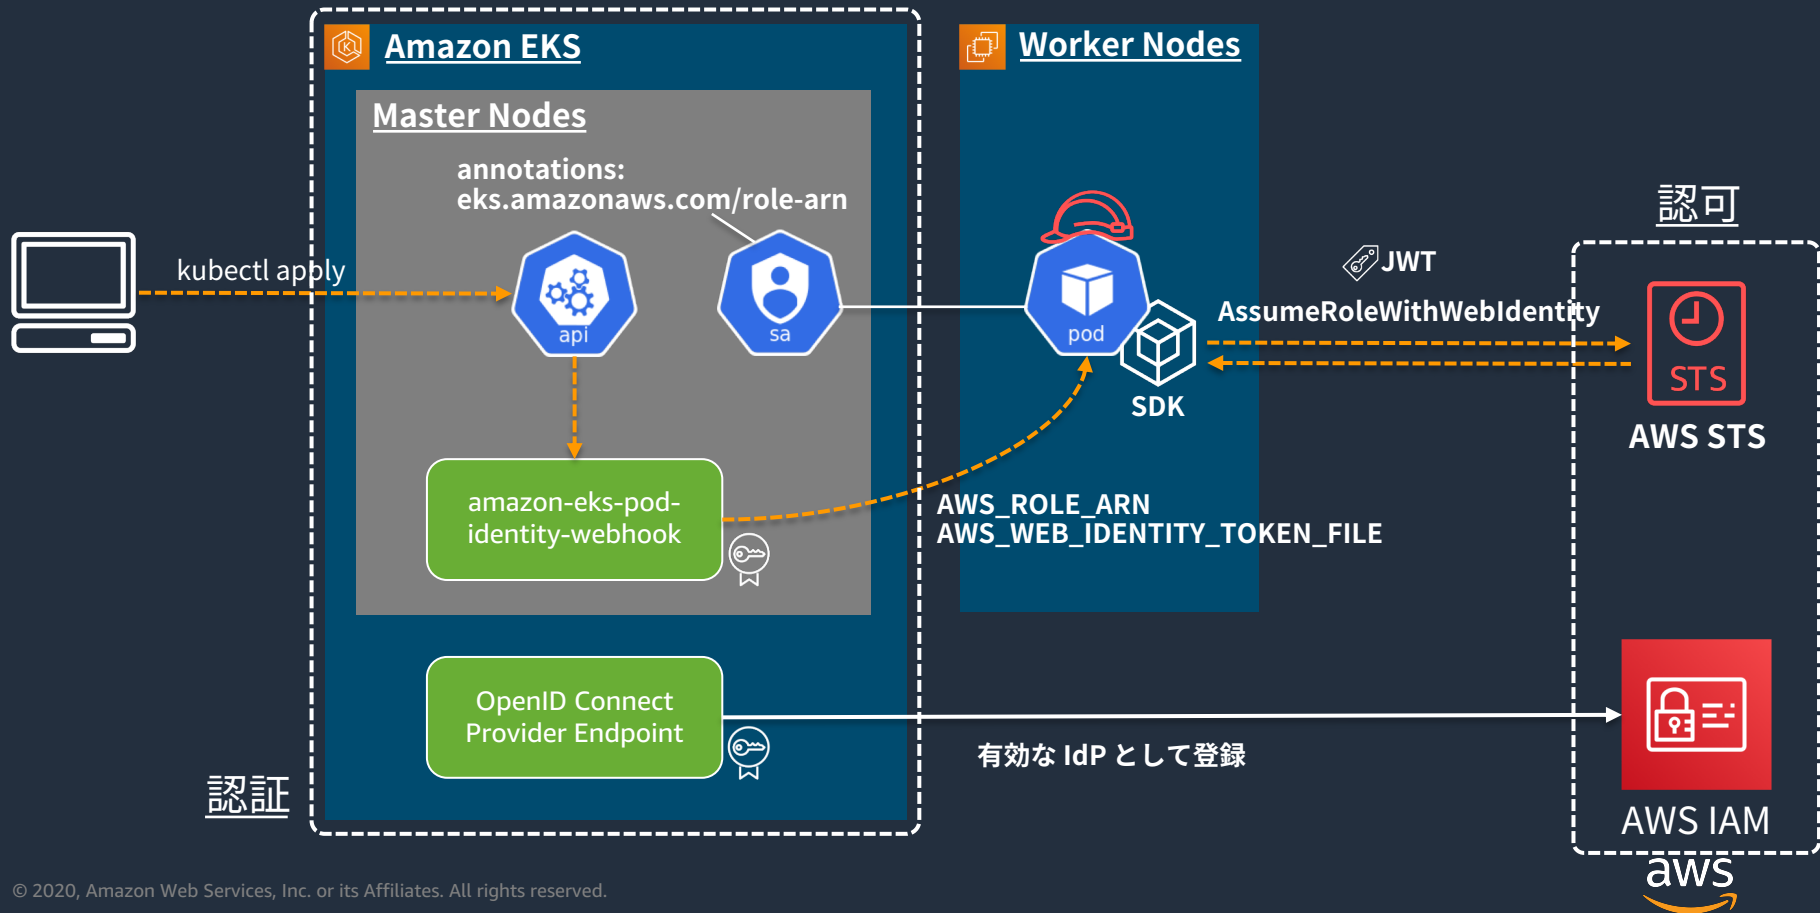 Amazon EKS
Worker Nodes
Master Nodes
annotations:
eks.amazonaws.com/role-arn
認可
kubectl apply
JWT
AssumeRoleWithWebIdentity
api
sa
pod
STS
SDK
AWS STS
amazon-eks-pod-
identity-webhook
AWS_ROLE_ARN
AWS_WEB_IDENTITY_TOKEN_FILE
OpenID Connect
Provider Endpoint
有効な IdP として登録
認証
AWS IAM
aws
© 2020, Amazon Web Services, Inc. or its Affiliates. All rights reserved.